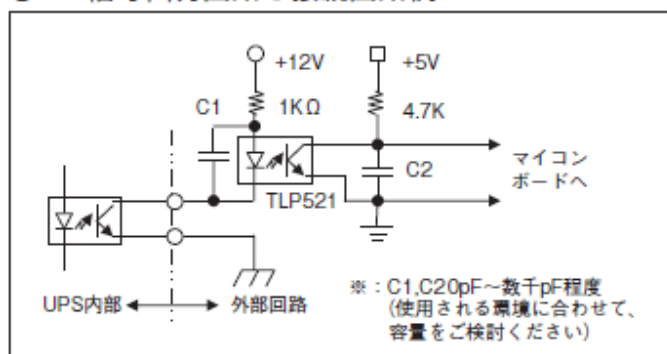 +12V
+5V
C1
1KΩ
4.7K
C2
TLP521
マイコン
ボードへ
UPS内部
外部回路
※：C1,C20pF～数千pF程度
(使用される環境に合わせて、
容量をご検討ください)